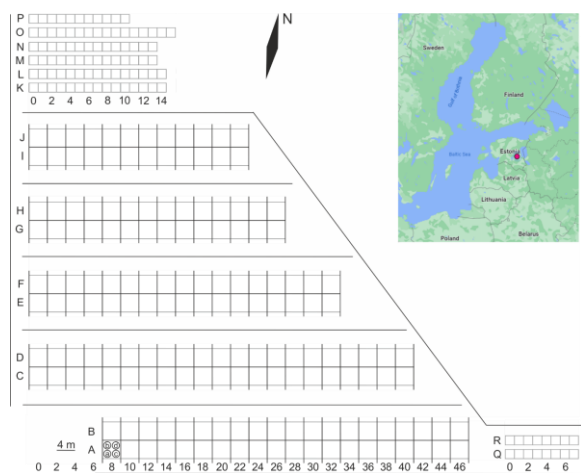 P
O
N
M
L
K
0 2 4 6 8 10 12 14
N
Sweden
Finland
Gulf of Bothnia
Baltic Sea
Estonia
Latvia
Lithuania
Belarus
Poland
J
I
H
G
F
E
D
C
B
A
4 m
b c
a c
0 2 4 6 8 10 12 14 16 18 20 22 24 26 28 30 32 34 36 38 40 42 44 46
R
Q
0 2 4 6